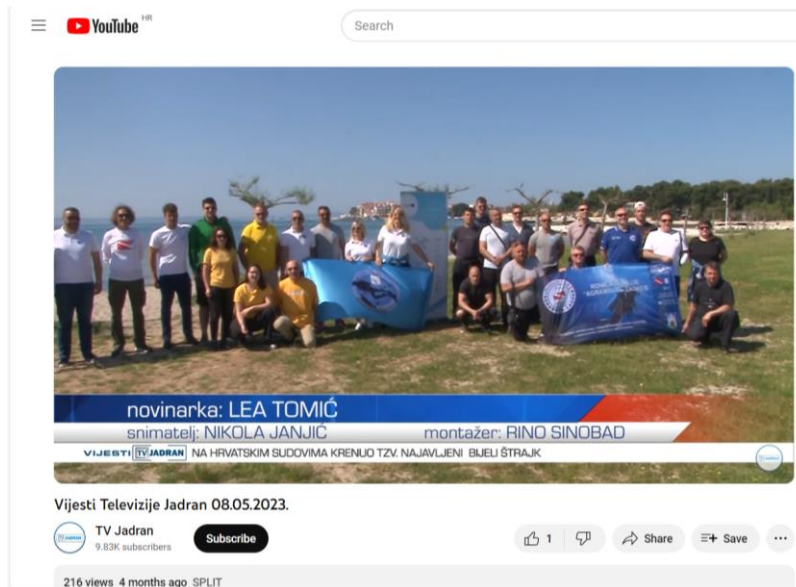 YouTube HR
Search
novinarka: LEA TOMIĆ
snimatelj: NIKOLA JANJIĆ montažer: RINO SINOBAD
VIJESTI TV JADRAN NA HRVATSKIM SUDOVIMA KRENUO TZV. NAJAVLJENI BIJELI ŠTRAJK
Vijesti Televizije Jadran 08.05.2023.
TV Jadran
9.83K subscribers
Subscribe
1
Share
Save
216 views 4 months ago SPLIT